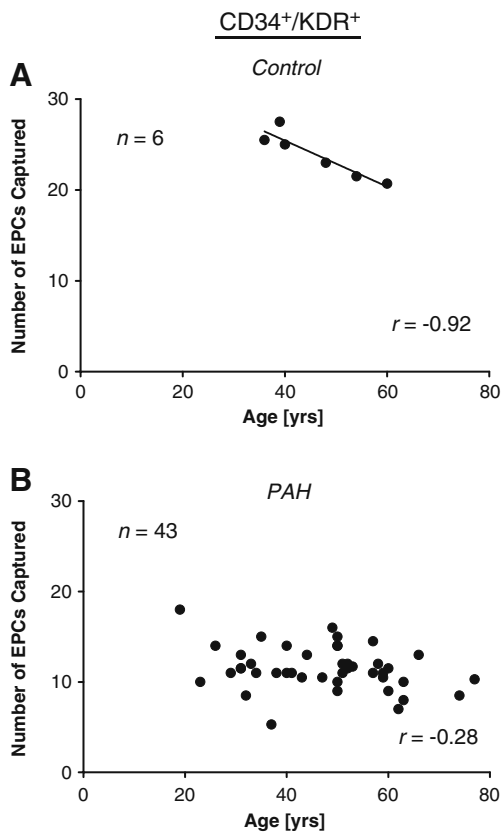 CD34⁺/KDR⁺
A
Control
30
20
10
0
n = 6
r = -0.92
0 20 40 60 80
Age [yrs]
Number of EPCs Captured
B
PAH
30
20
10
0
n = 43
r = -0.28
0 20 40 60 80
Age [yrs]
Number of EPCs Captured